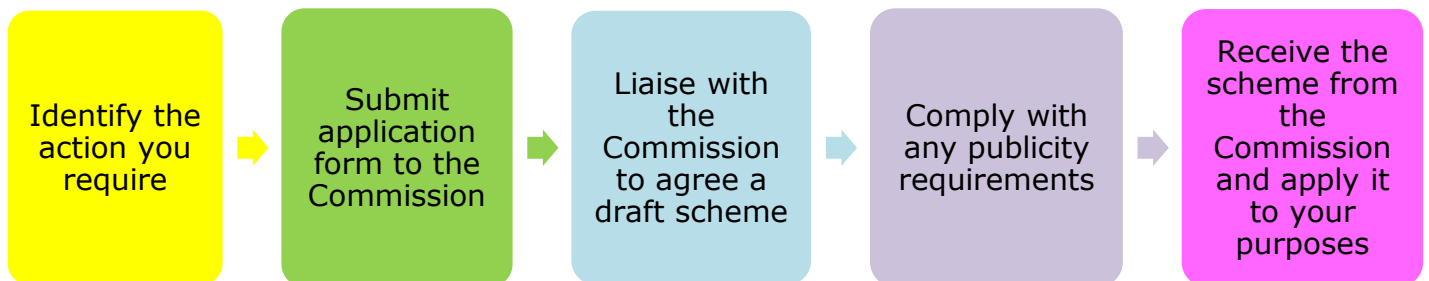 Identify the
action you
require
Submit
application
form to the
Commission
Liaise with
the
Commission
to agree a
draft scheme
Comply with
any publicity
requirements
Receive the
scheme from
the
Commission
and apply it
to your
purposes